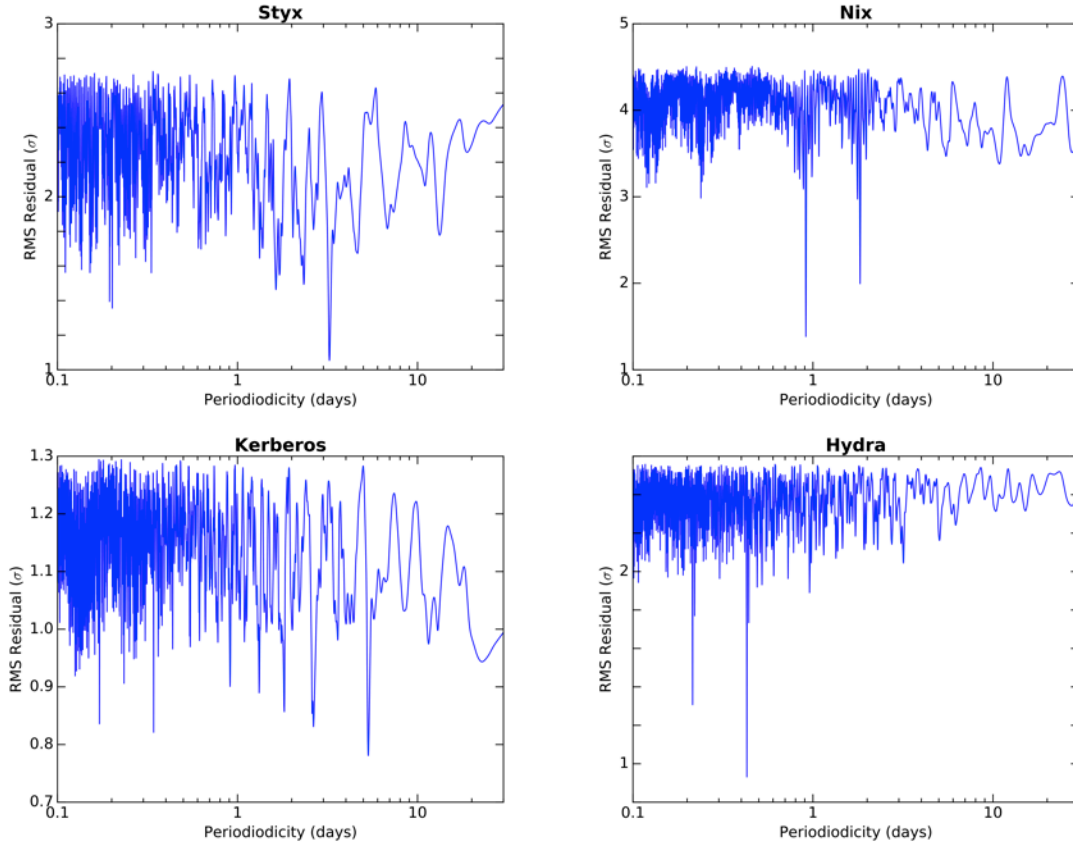 Styx
3
2
1
RMS Residual (σ)
0.1 1 10
Periodiodicity (days)
Nix
5
4
3
2
1
RMS Residual (σ)
0.1 1 10
Periodiodicity (days)
Kerberos
1.3
1.2
1.1
1.0
0.9
0.8
0.7
RMS Residual (σ)
0.1 1 10
Periodiodicity (days)
Hydra
2
1
RMS Residual (σ)
0.1 1 10
Periodiodicity (days)